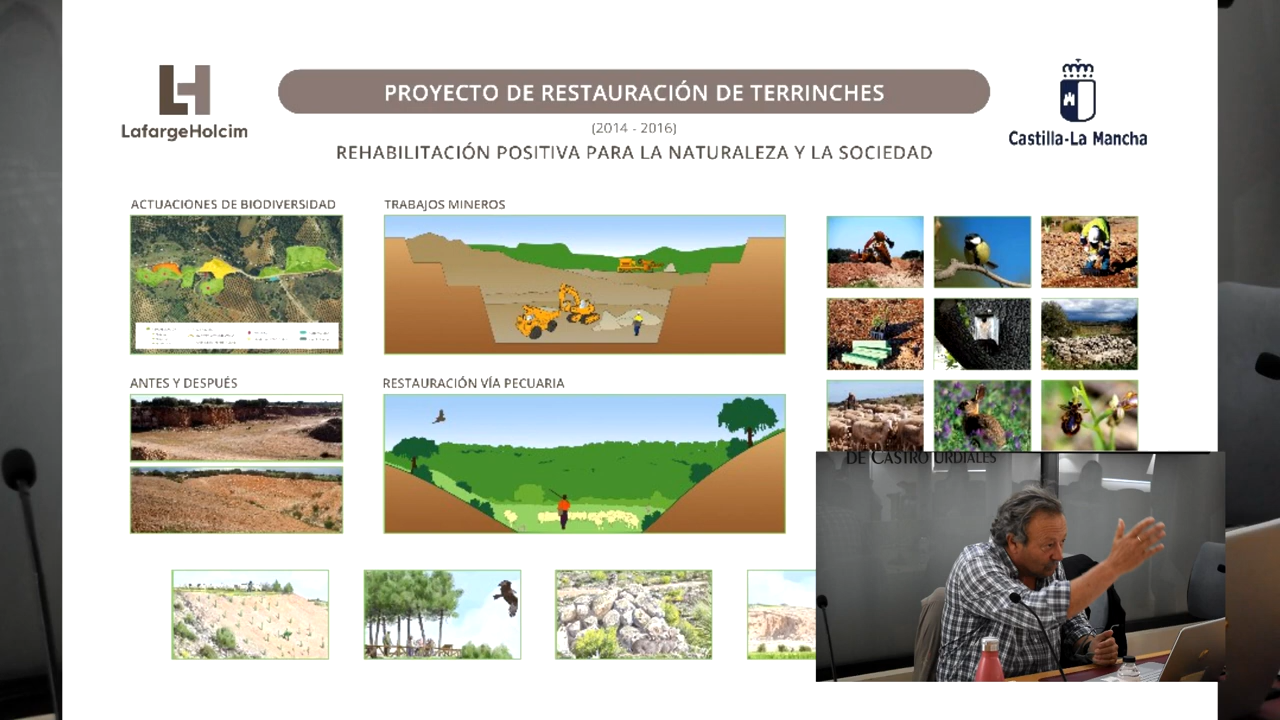 LafargeHolcim
PROYECTO DE RESTAURACIÓN DE TERRINCHES
(2014 - 2016)
REHABILITACIÓN POSITIVA PARA LA NATURALEZA Y LA SOCIEDAD
Castilla-La Mancha
ACTUACIONES DE BIODIVERSIDAD
TRABAJOS MINEROS
ANTES Y DESPUÉS
RESTAURACIÓN VÍA PECUARIA
DE CASTRO URDIALES